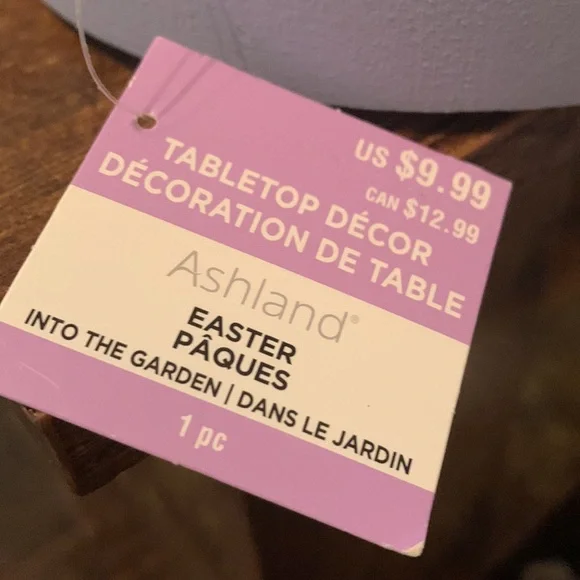 US $9.99
CAN $12.99
TABLETOP DÉCOR
DÉCORATION DE TABLE
Ashland®
EASTER
PÂQUES
INTO THE GARDEN | DANS LE JARDIN
1 pc